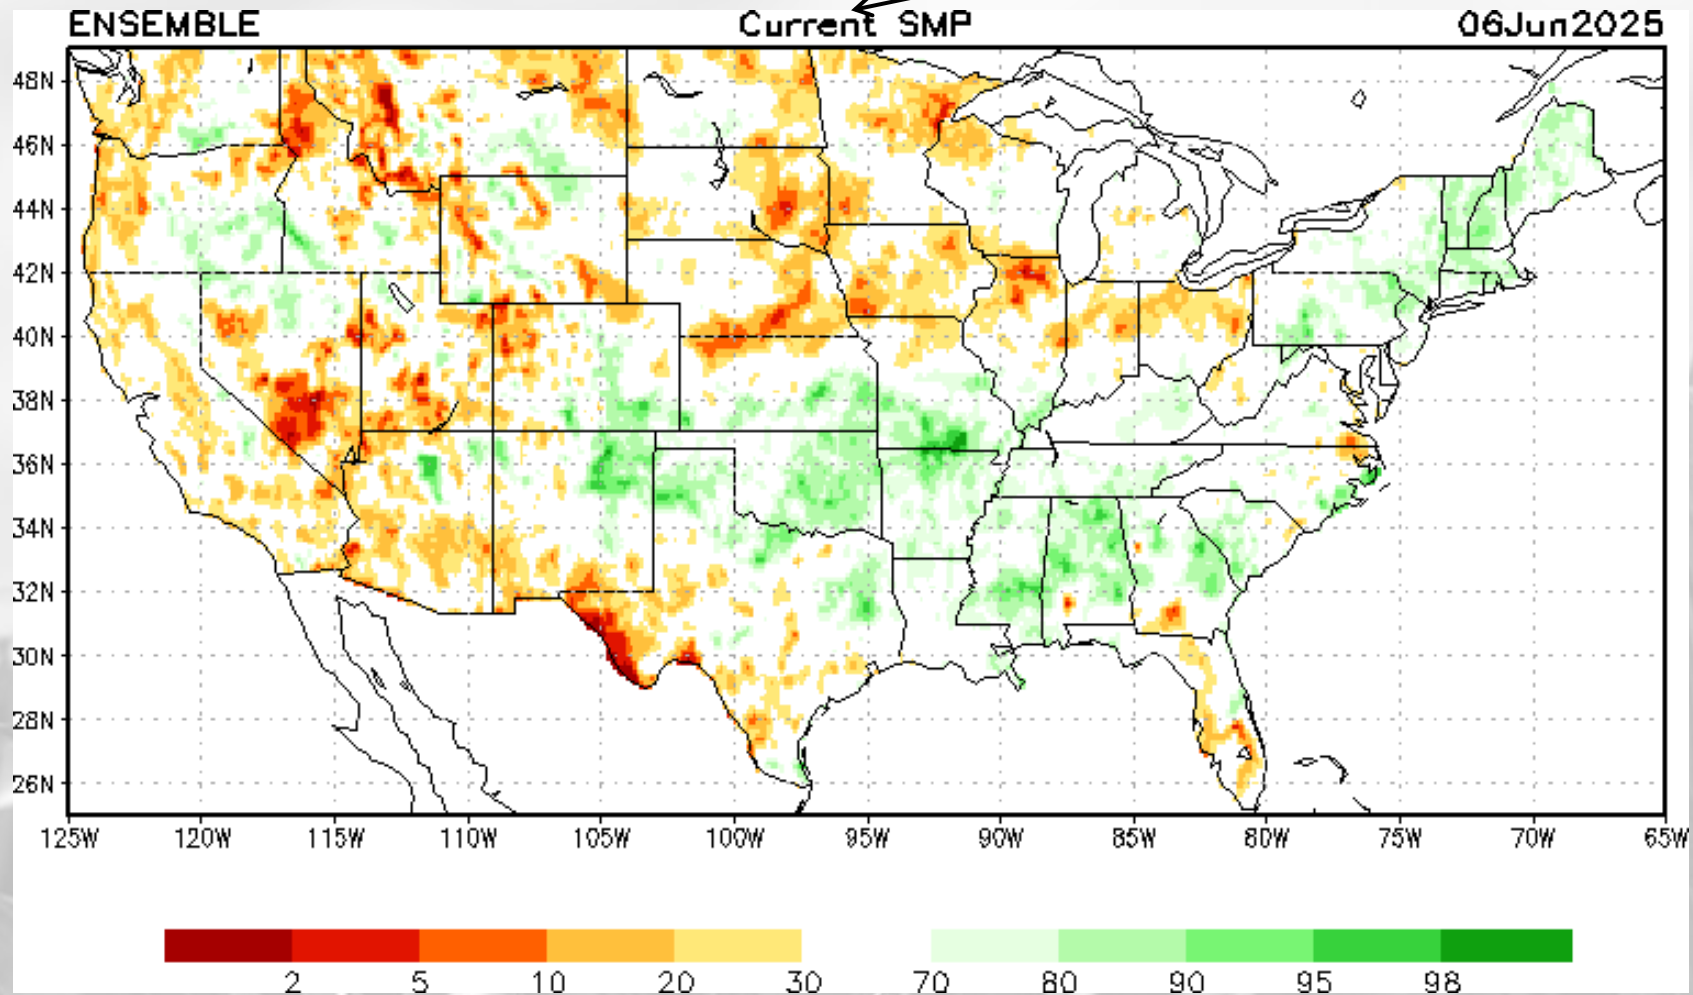 ENSEMBLE Current SMP 06Jun2025
48N
46N
44N
42N
40N
38N
36N
34N
32N
30N
28N
26N
125W 120W 115W 110W 105W 100W 95W 90W 85W 80W 75W 70W 65W
2 5 10 20 30 70 80 90 95 98